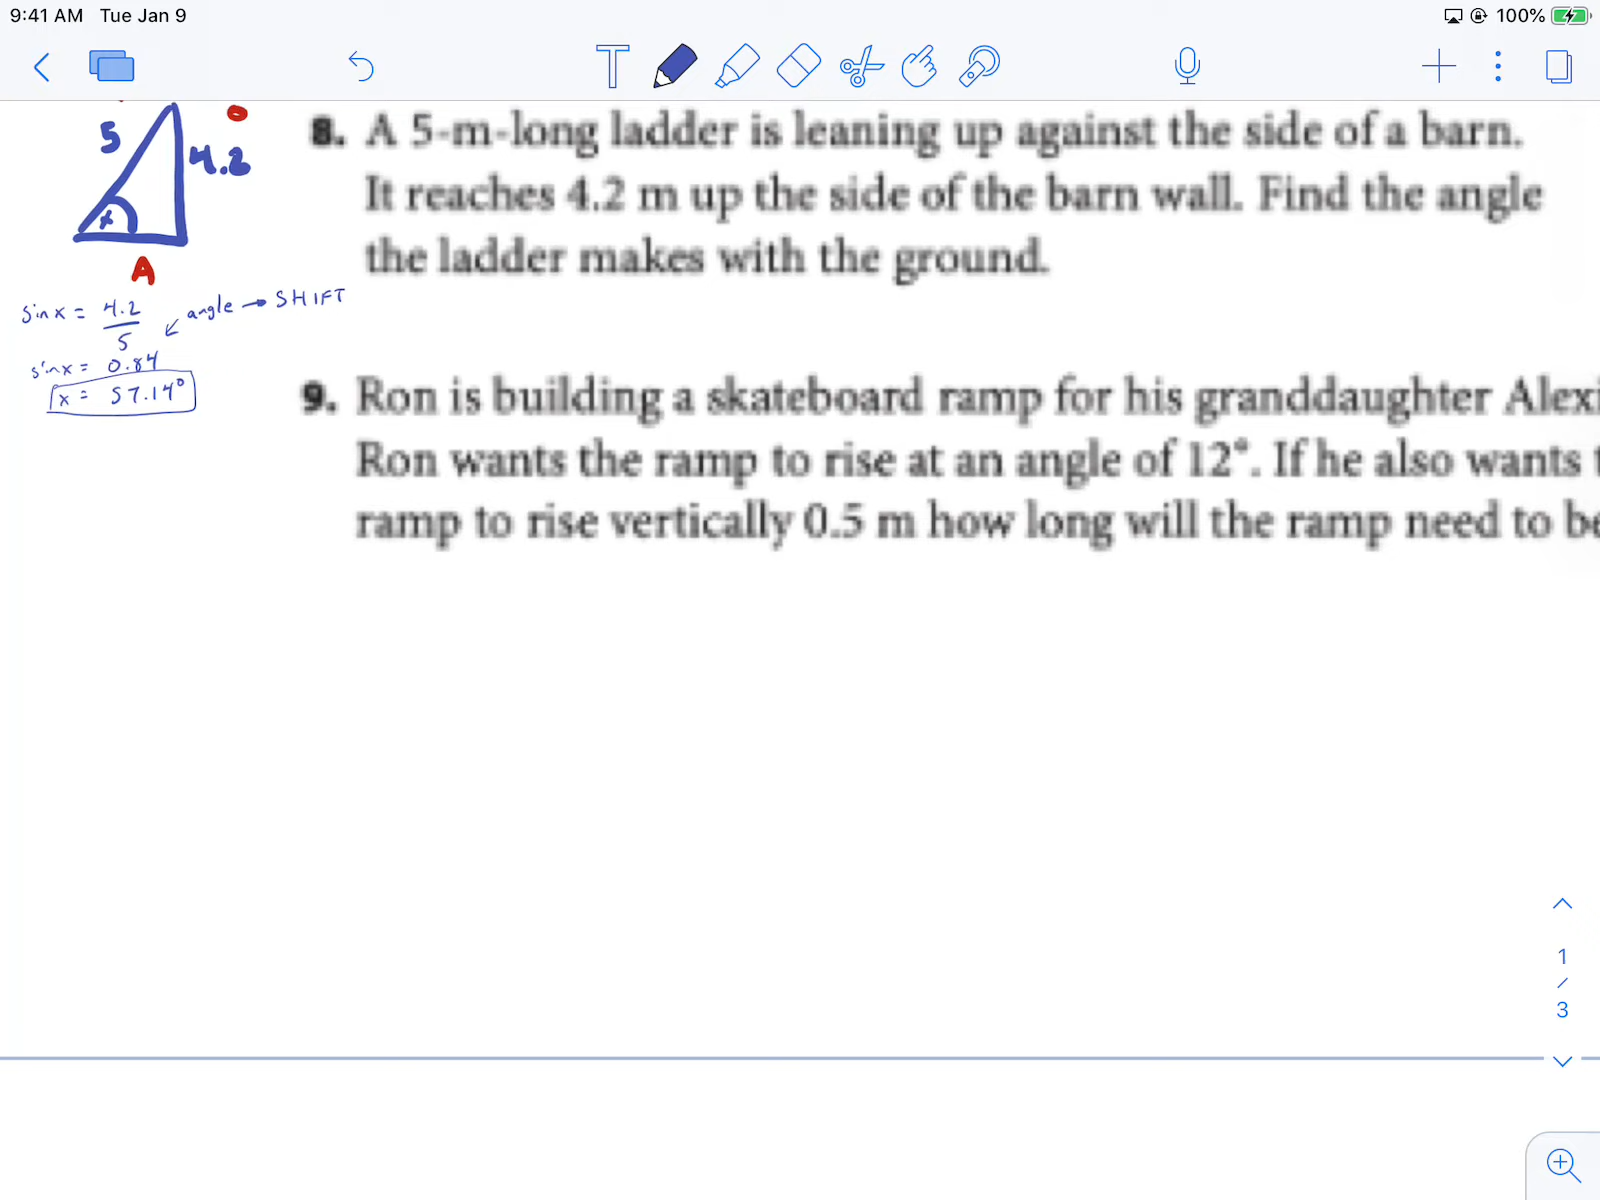 9:41 AM Tue Jan 9
100%
T
5
4.2
x
A
8. A 5-m-long ladder is leaning up against the side of a barn.
It reaches 4.2 m up the side of the barn wall. Find the angle
the ladder makes with the ground.
sin x = 4.2
5
angle → SHIFT
sin x = 0.84
x = 57.14°
9. Ron is building a skateboard ramp for his granddaughter Alexi
Ron wants the ramp to rise at an angle of 12°. If he also wants
ramp to rise vertically 0.5 m how long will the ramp need to be
1
/
3